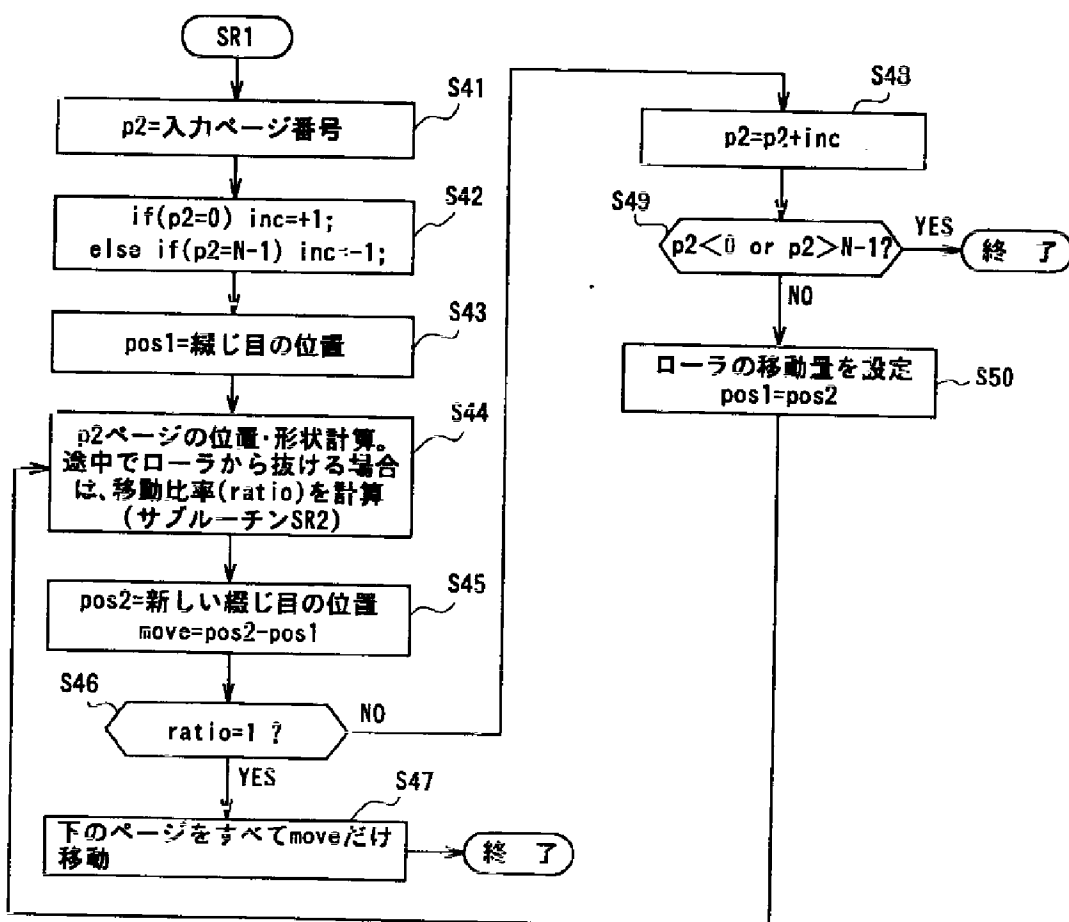 SR1
S41
p2=入力ページ番号
S42
if(p2=0) inc=+1;
else if(p2=N-1) inc=-1;
S43
pos1=綴じ目の位置
S44
p2ページの位置・形状計算。
途中でローラから抜ける場合
は、移動比率(ratio)を計算
(サブルーチンSR2)
S45
pos2=新しい綴じ目の位置
move=pos2-pos1
S46
ratio=1 ?
NO
YES
S47
下のページをすべてmoveだけ
移動
終 了
S48
p2=p2+inc
S49
p2<0 or p2>N-1?
YES
終 了
NO
S50
ローラの移動量を設定
pos1=pos2